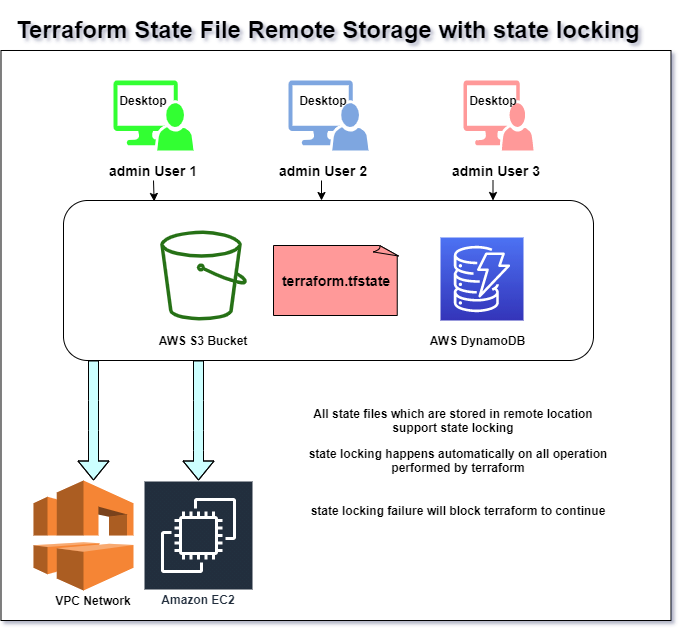 Terraform State File Remote Storage with state locking
Desktop
Desktop
Desktop
admin User 1
admin User 2
admin User 3
terraform.tfstate
AWS S3 Bucket
AWS DynamoDB
All state files which are stored in remote location
support state locking
state locking happens automatically on all operation
performed by terraform
state locking failure will block terraform to continue
VPC Network
Amazon EC2